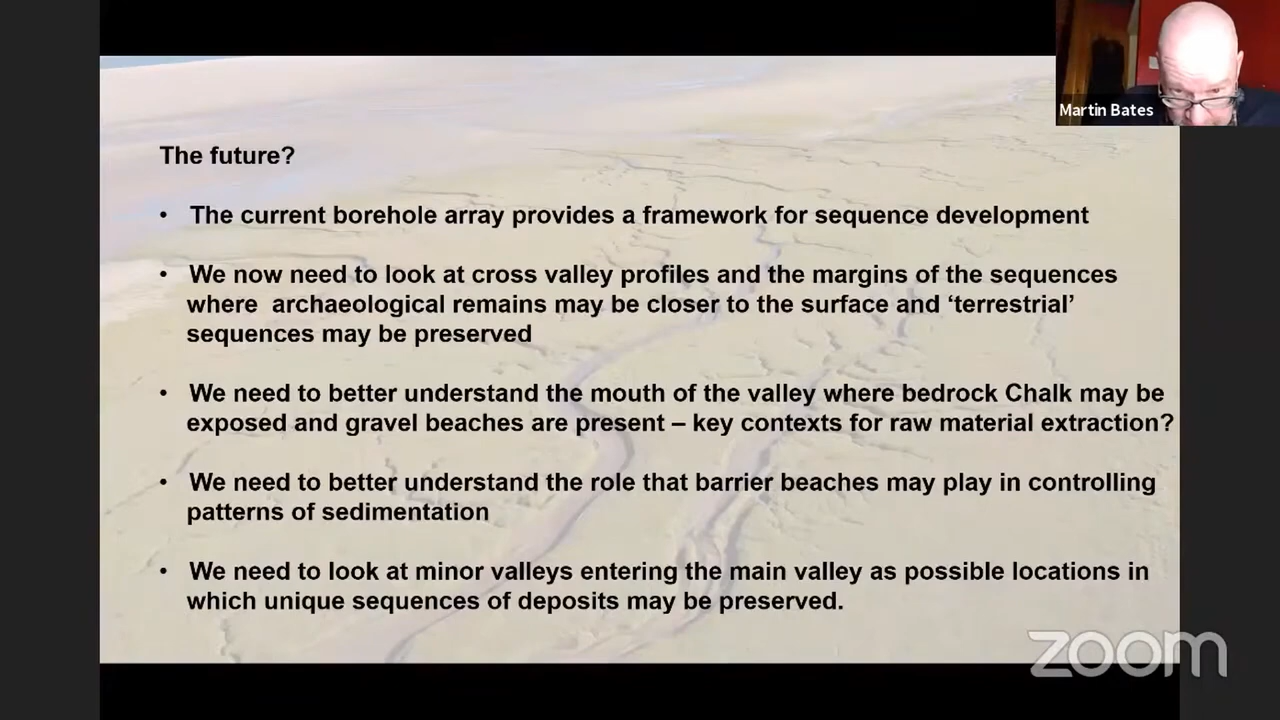 Martin Bates
The future?
• The current borehole array provides a framework for sequence development
• We now need to look at cross valley profiles and the margins of the sequences
where archaeological remains may be closer to the surface and ‘terrestrial’
sequences may be preserved
• We need to better understand the mouth of the valley where bedrock Chalk may be
exposed and gravel beaches are present – key contexts for raw material extraction?
• We need to better understand the role that barrier beaches may play in controlling
patterns of sedimentation
• We need to look at minor valleys entering the main valley as possible locations in
which unique sequences of deposits may be preserved.
zoom